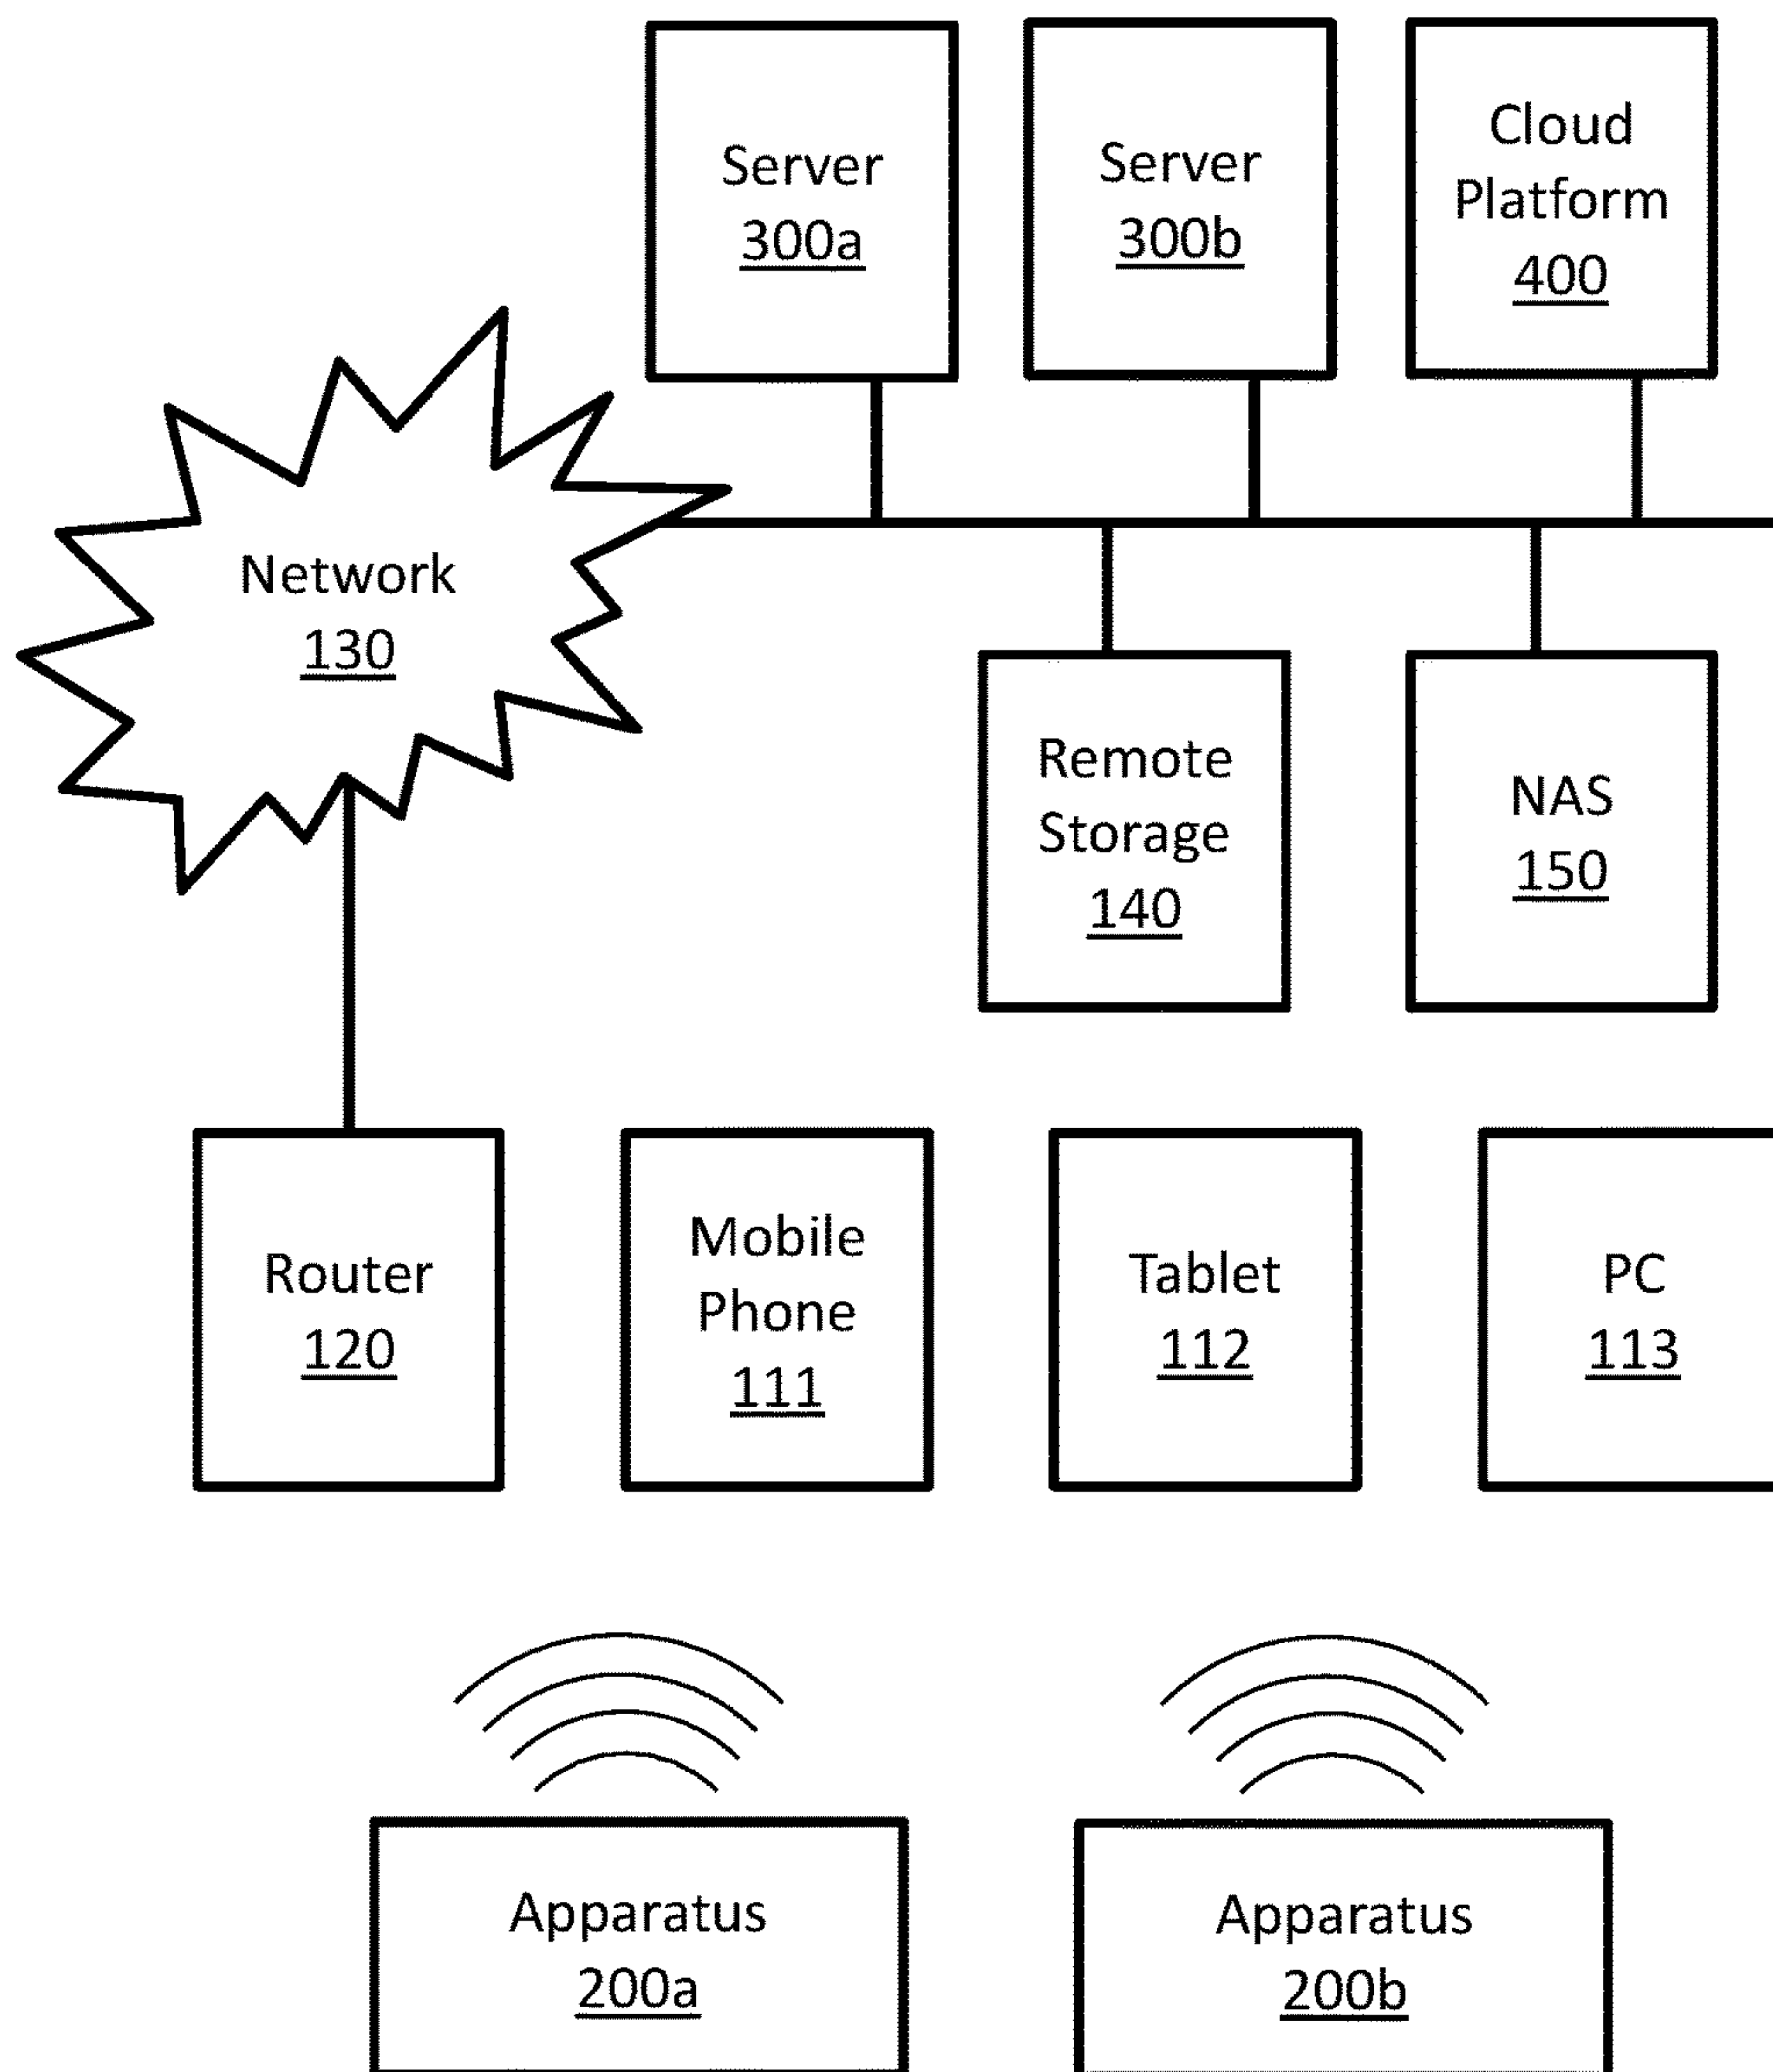 Server
300a
Server
300b
Cloud
Platform
400
Network
130
Remote
Storage
140
NAS
150
Router
120
Mobile
Phone
111
Tablet
112
PC
113
Apparatus
200a
Apparatus
200b